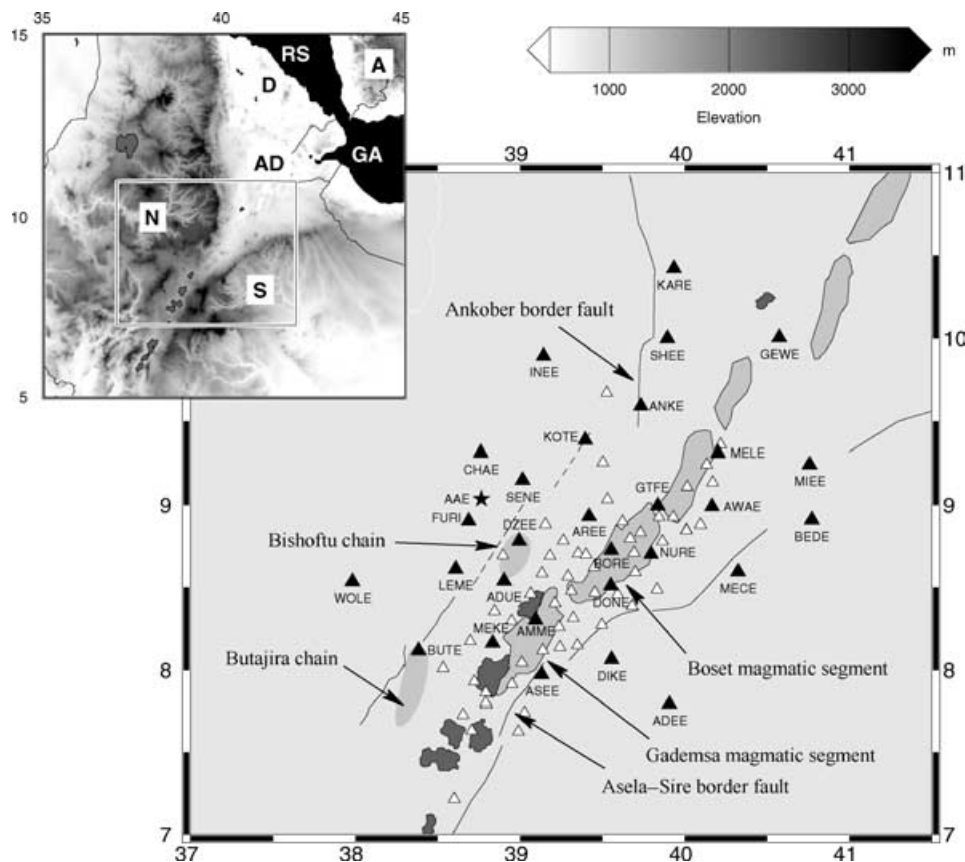 35 40 45
15
RS
D
A
AD
GA
10
N
S
5
m
1000 2000 3000
Elevation
39 40 41
11
KARE
Ankober border fault
SHEE
GEWE
10
INEE
ANKE
KOTE
MELE
CHAE
SENE
GTFE
MIEE
AAE
AWAE
9
9
FURI
DZEE
AREE
BEDE
Bishoftu chain
BORE
NURE
LEME
MECE
WOLE
ADUE
DONE
MEKE
AMME
Butajira chain
BUTE
8
8
DIKE
Boset magmatic segment
ASEE
ADEE
Gademsa magmatic segment
Asela–Sire border fault
7
7
37 38 39 40 41